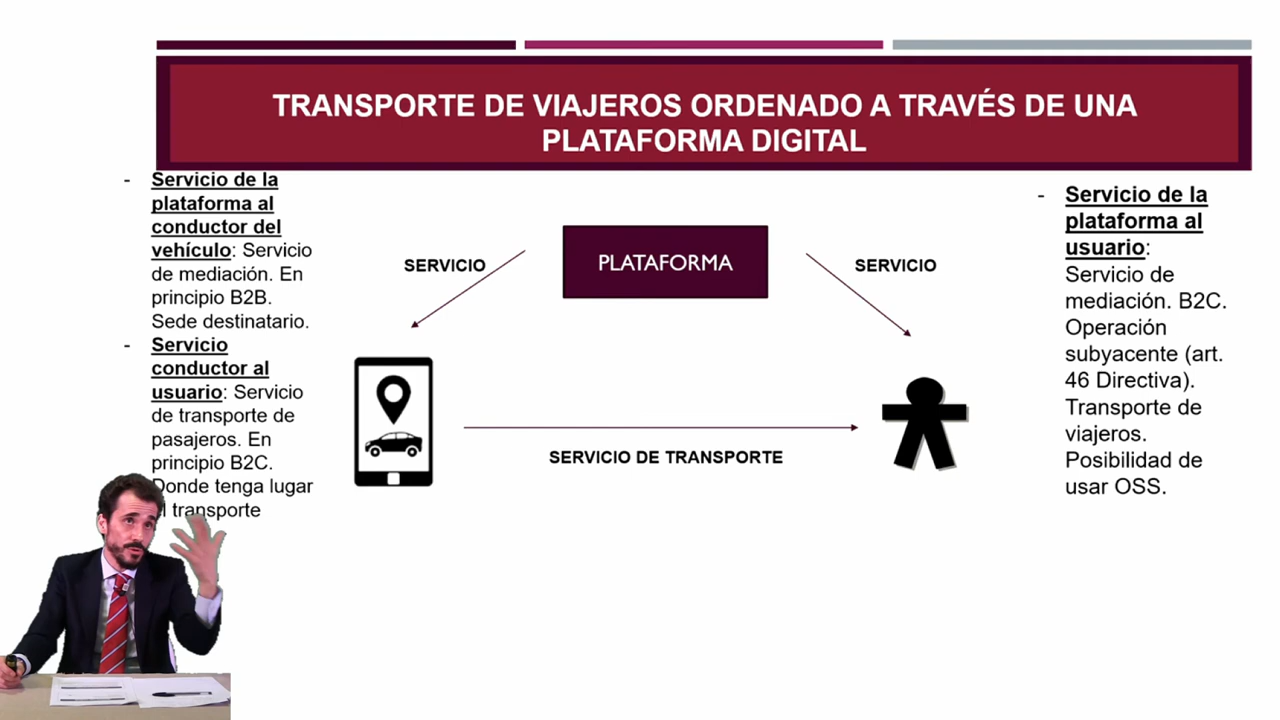 TRANSPORTE DE VIAJEROS ORDENADO A TRAVÉS DE UNA
PLATAFORMA DIGITAL
- Servicio de la
plataforma al
conductor del
vehículo: Servicio
de mediación. En
principio B2B.
Sede destinatario.
- Servicio
conductor al
usuario: Servicio
de transporte de
pasajeros. En
principio B2C.
Donde tenga lugar
l transporte
SERVICIO
PLATAFORMA
SERVICIO
SERVICIO DE TRANSPORTE
- Servicio de la
plataforma al
usuario:
Servicio de
mediación. B2C.
Operación
subyacente (art.
46 Directiva).
Transporte de
viajeros.
Posibilidad de
usar OSS.